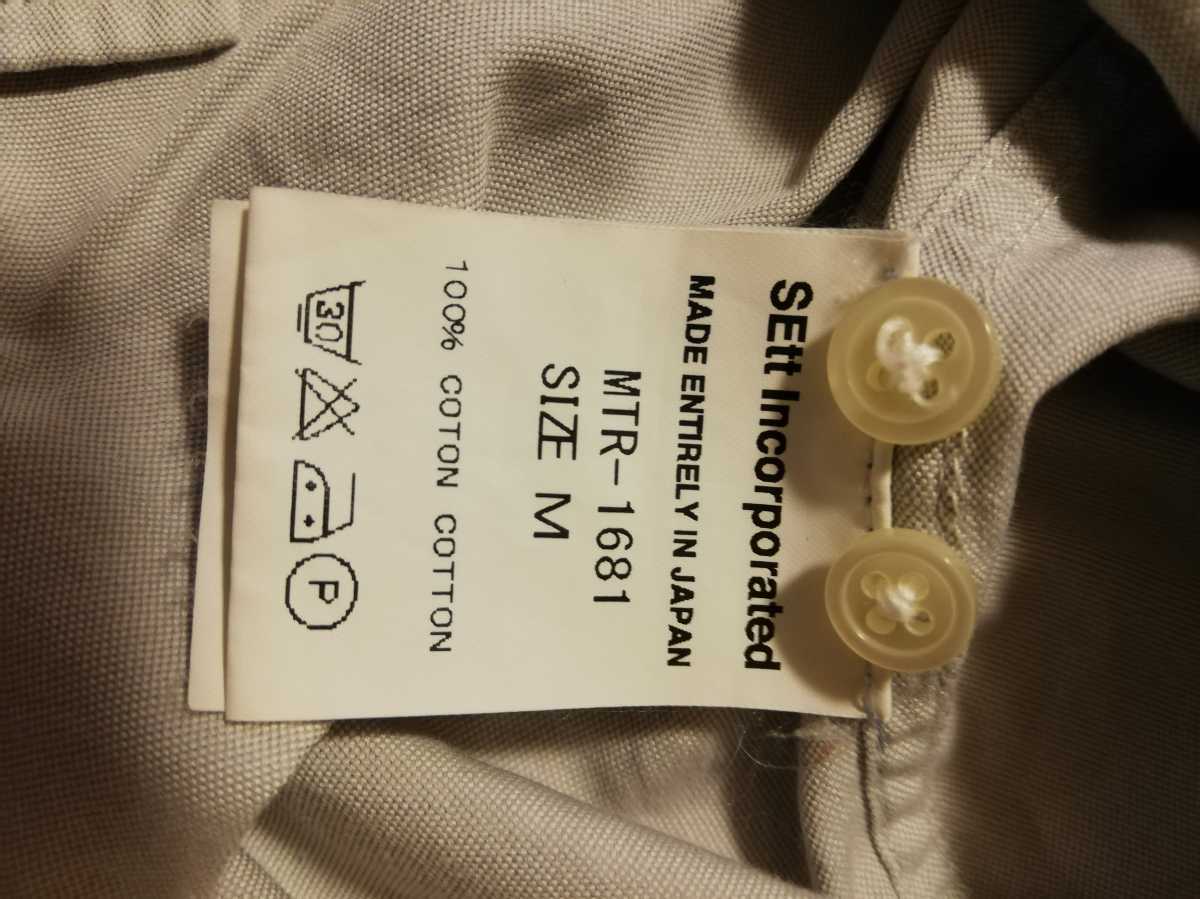 SEtt Incorporated
MADE ENTIRELY IN JAPAN
MTR-1681
SIZE M
100% COTON COTTON
30 P